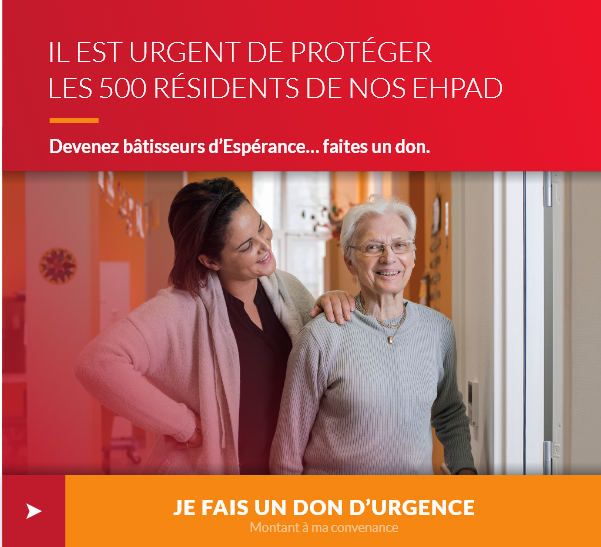 IL EST URGENT DE PROTÉGER
LES 500 RÉSIDENTS DE NOS EHPAD
Devenez bâtisseurs d’Espérance... faites un don.
JE FAIS UN DON D’URGENCE
Montant à ma convenance